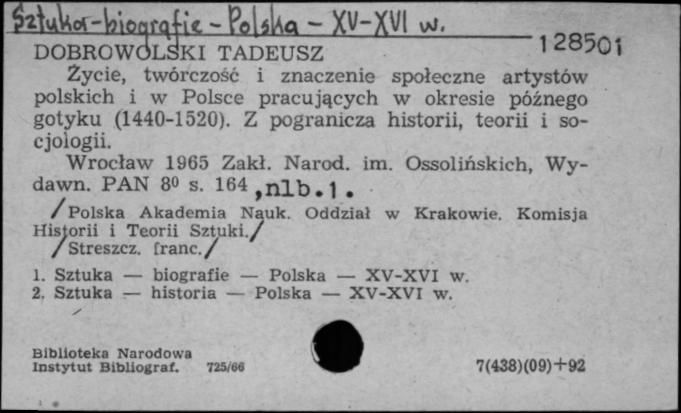 Sztuka-biografie - Polska - XV-XVI w.
128501
DOBROWOLSKI TADEUSZ
Życie, twórczość i znaczenie społeczne artystów
polskich i w Polsce pracujących w okresie późnego
gotyku (1440-1520). Z pogranicza historii, teorii i so-
cjologii.
Wrocław 1965 Zakł. Narod. im. Ossolińskich, Wy-
dawn. PAN 8⁰ s. 164 ,nlb.1.
/Polska Akademia Nauk. Oddział w Krakowie. Komisja
Historii i Teorii Sztuki./
/Streszcz. franc./
1. Sztuka — biografie — Polska — XV-XVI w.
2. Sztuka — historia — Polska — XV-XVI w.
Biblioteka Narodowa
Instytut Bibliograf. 725/66
7(438)(09)+92